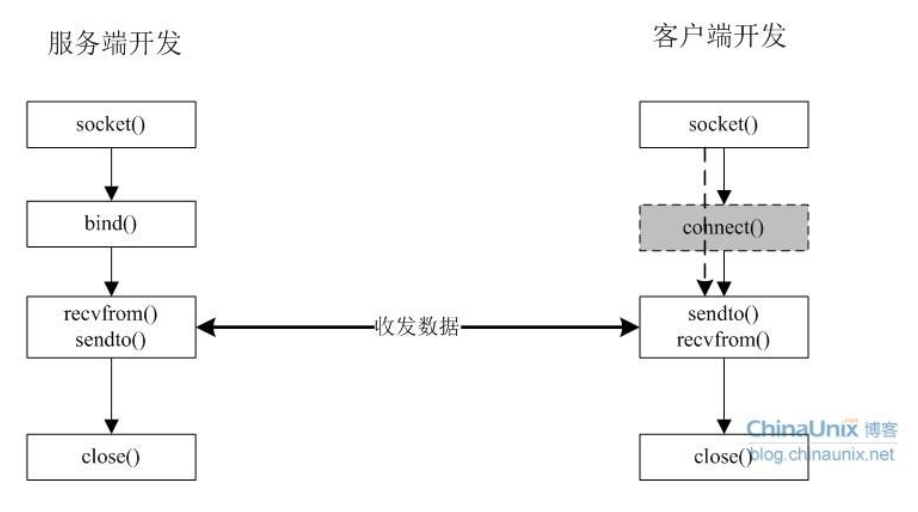 服务端开发
客户端开发
socket()
socket()
bind()
connect()
recvfrom()
sendto()
收发数据
sendto()
recvfrom()
close()
close()
ChinaUnix.net 博客
blog.chinaunix.net